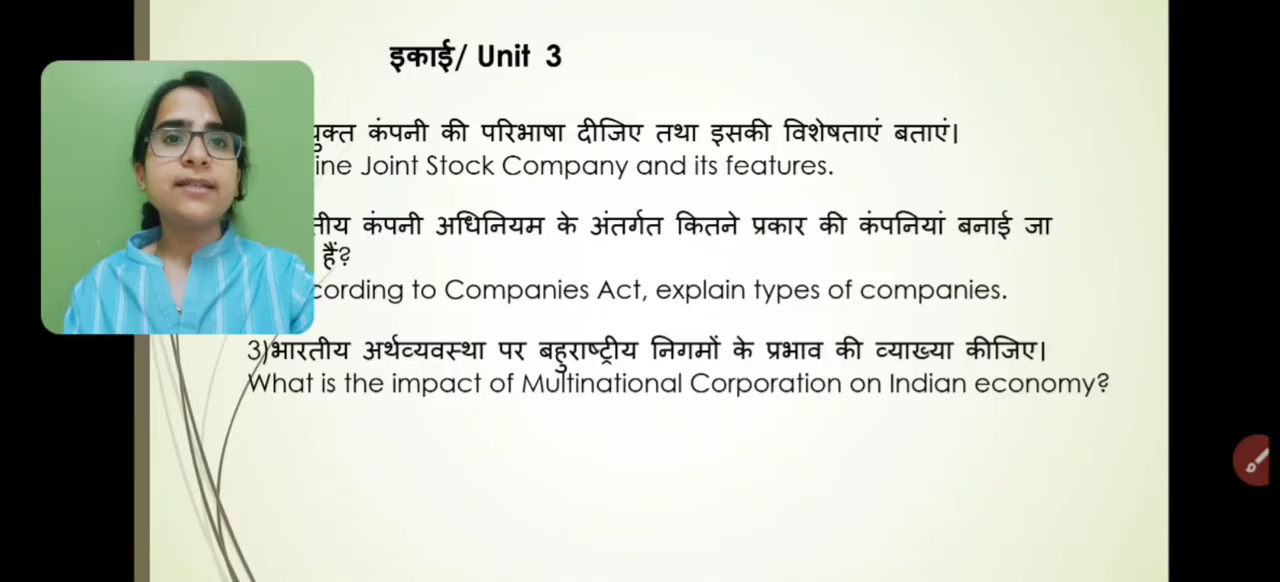 इकाई/ Unit 3
कंपनी की परिभाषा दीजिए तथा इसकी विशेषताएं बताएं।
Joint Stock Company and its features.
कंपनी अधिनियम के अंतर्गत कितने प्रकार की कंपनियां बनाई जा
हैं?
to Companies Act, explain types of companies.
3)भारतीय अर्थव्यवस्था पर बहुराष्ट्रीय निगमों के प्रभाव की व्याख्या कीजिए।
What is the impact of Multinational Corporation on Indian economy?